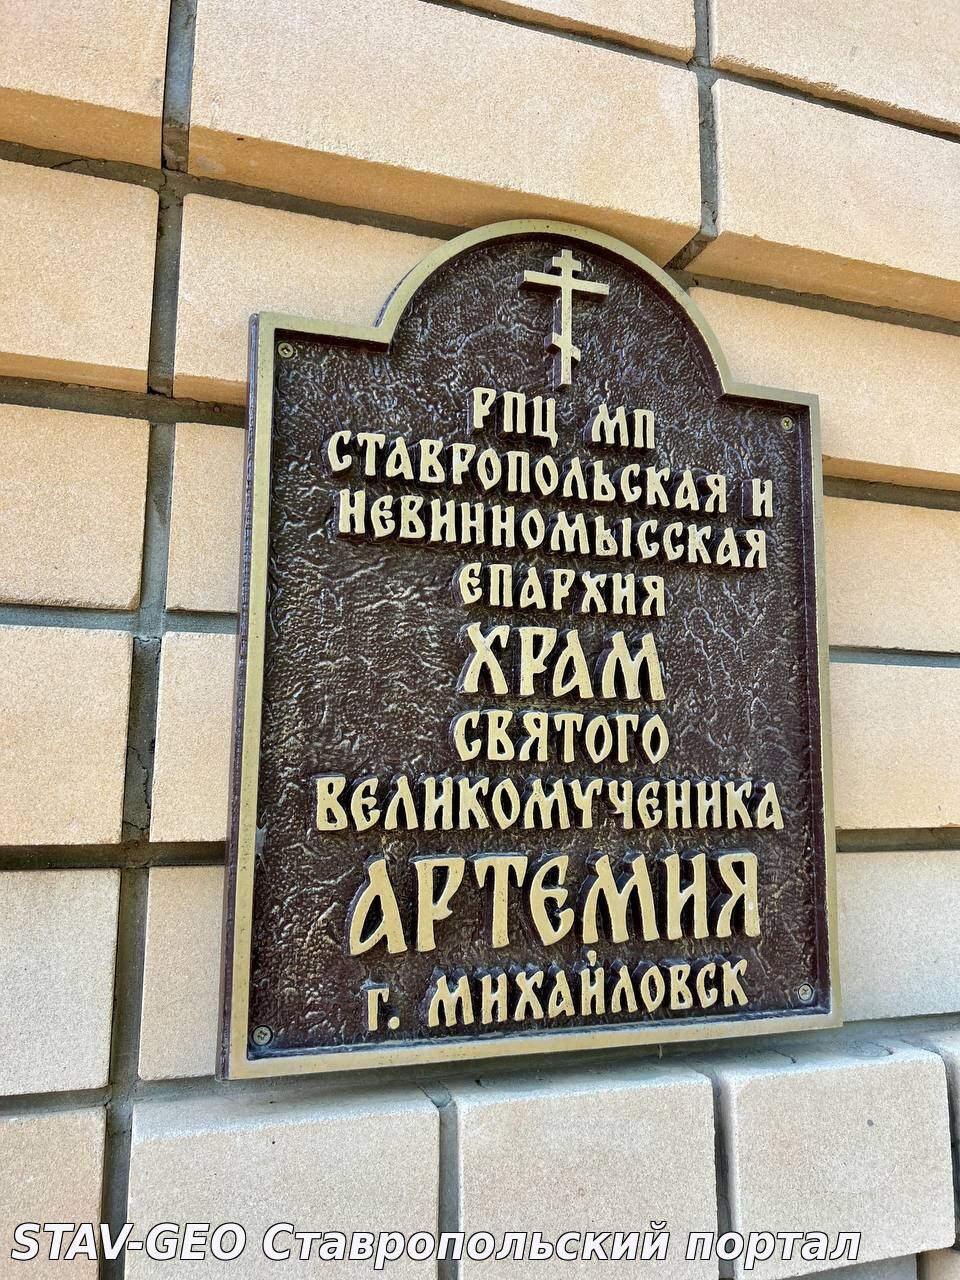 РПЦ МП
СТАВРОПОЛЬСКАЯ И
НЕВИННОМЫССКАЯ
ЕПАРХИЯ
ХРАМ
СВЯТОГО
ВЕЛИКОМУЧЕНИКА
АРТЕМИЯ
г. МИХАЙЛОВСК
STAV-GEO Ставропольский портал